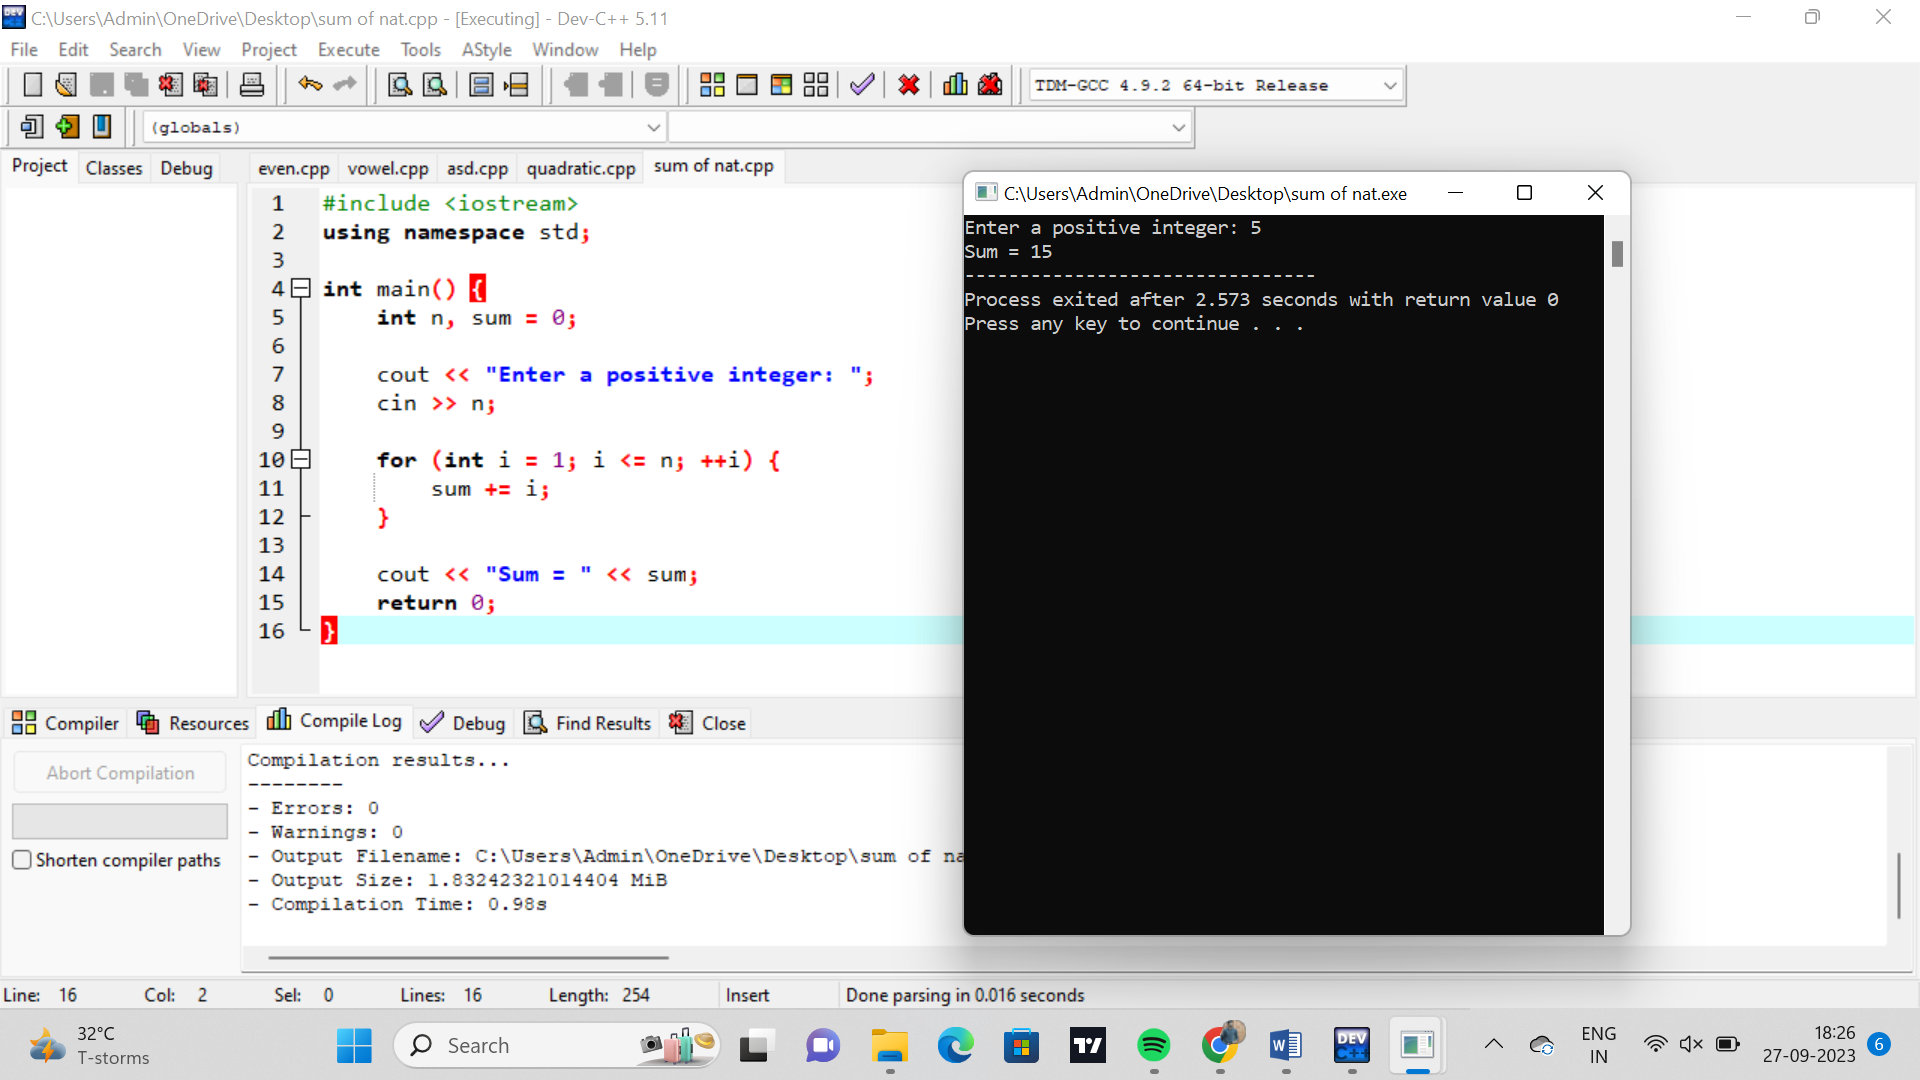 C:\Users\Admin\OneDrive\Desktop\sum of nat.cpp - [Executing] - Dev-C++ 5.11
File Edit Search View Project Execute Tools AStyle Window Help
TDM-GCC 4.9.2 64-bit Release
(globals)
Project Classes Debug
even.cpp vowel.cpp asd.cpp quadratic.cpp sum of nat.cpp
1 #include <iostream>
2 using namespace std;
3
4 int main() {
5 int n, sum = 0;
6
7 cout << "Enter a positive integer: ";
8 cin >> n;
9
10 for (int i = 1; i <= n; ++i) {
11 sum += i;
12 }
13
14 cout << "Sum = " << sum;
15 return 0;
16 }
C:\Users\Admin\OneDrive\Desktop\sum of nat.exe
Enter a positive integer: 5
Sum = 15
--------------------------------
Process exited after 2.573 seconds with return value 0
Press any key to continue . . .
Compiler Resources Compile Log Debug Find Results Close
Abort Compilation
Shorten compiler paths
Compilation results...
--------
- Errors: 0
- Warnings: 0
- Output Filename: C:\Users\Admin\OneDrive\Desktop\sum of na
- Output Size: 1.83242321014404 MiB
- Compilation Time: 0.98s
Line: 16 Col: 2 Sel: 0 Lines: 16 Length: 254 Insert Done parsing in 0.016 seconds
32°C
T-storms
Search
DEV
C++
ENG
IN
18:26
27-09-2023
6